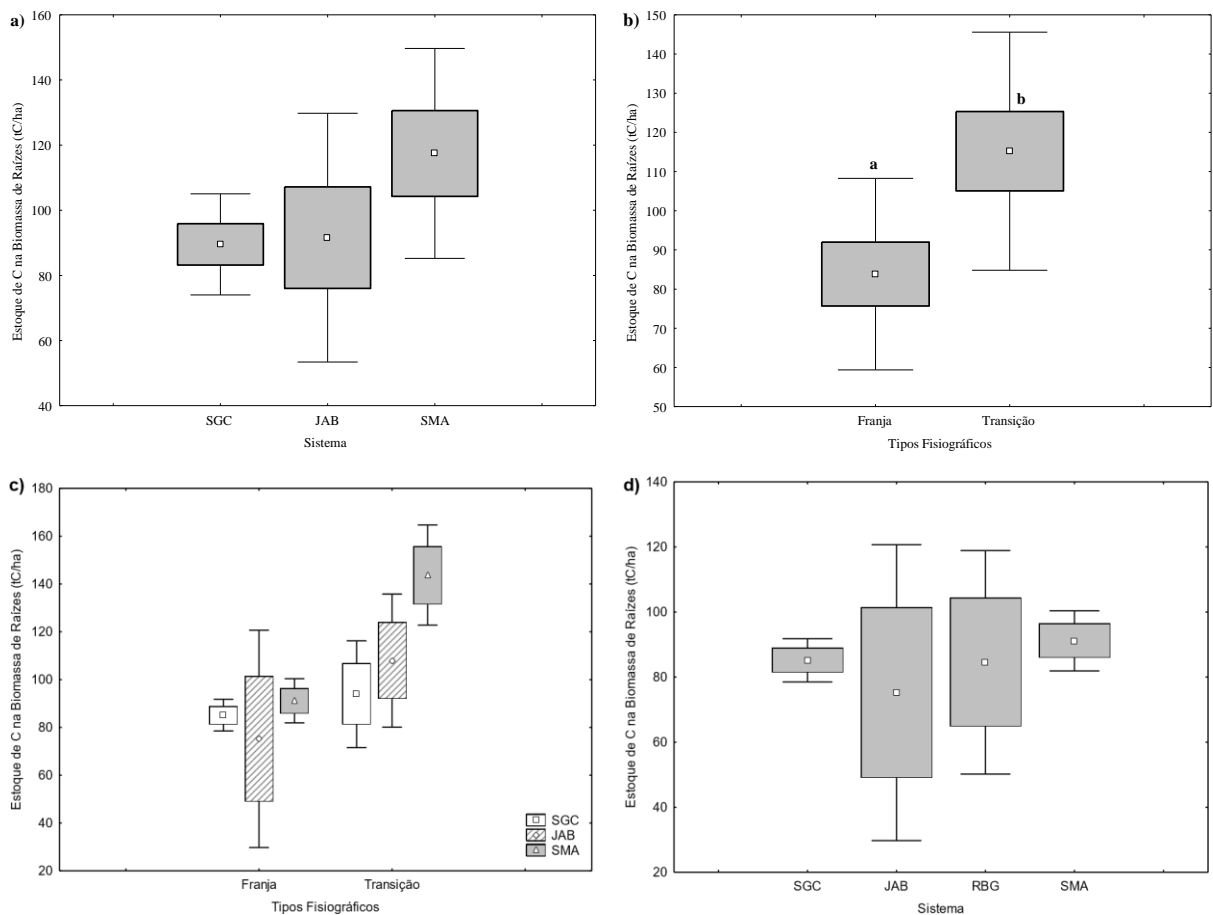 a)
Estoque de C na Biomassa de Raízes (tC/ha)
160
140
120
100
80
60
40
SGC JAB SMA
Sistema
b)
Estoque de C na Biomassa de Raízes (tC/ha)
150
140
130
120
110
100
90
80
70
60
50
a
b
Franja Transição
Tipos Fisiográficos
c)
Estoque de C na Biomassa de Raízes (tC/ha)
180
160
140
120
100
80
60
40
20
SGC
JAB
SMA
Franja Transição
Tipos Fisiográficos
d)
Estoque de C na Biomassa de Raízes (tC/ha)
140
120
100
80
60
40
20
SGC JAB RBG SMA
Sistema